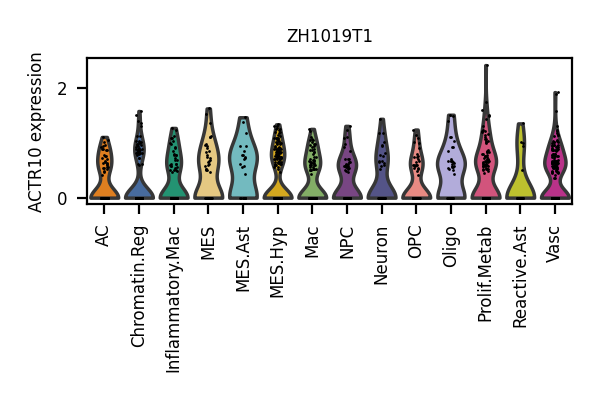 ZH1019T1
ACTR10 expression
2
0
AC
Chromatin.Reg
Inflammatory.Mac
MES
MES.Ast
MES.Hyp
Mac
NPC
Neuron
OPC
Oligo
Prolif.Metab
Reactive.Ast
Vasc